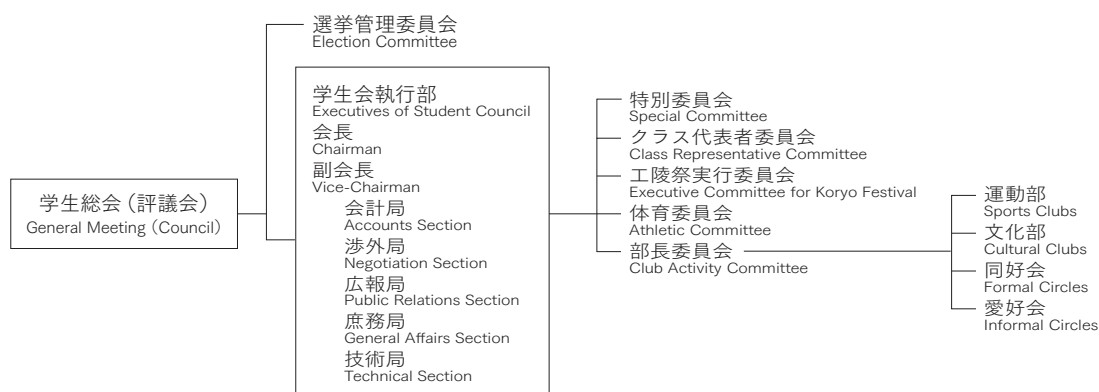 選挙管理委員会
Election Committee
学生会執行部
Executives of Student Council
会長
Chairman
副会長
Vice-Chairman
会計局
Accounts Section
渉外局
Negotiation Section
広報局
Public Relations Section
庶務局
General Affairs Section
技術局
Technical Section
学生総会（評議会）
General Meeting (Council)
特別委員会
Special Committee
クラス代表者委員会
Class Representative Committee
工陵祭実行委員会
Executive Committee for Koryo Festival
体育委員会
Athletic Committee
部長委員会
Club Activity Committee
運動部
Sports Clubs
文化部
Cultural Clubs
同好会
Formal Circles
愛好会
Informal Circles